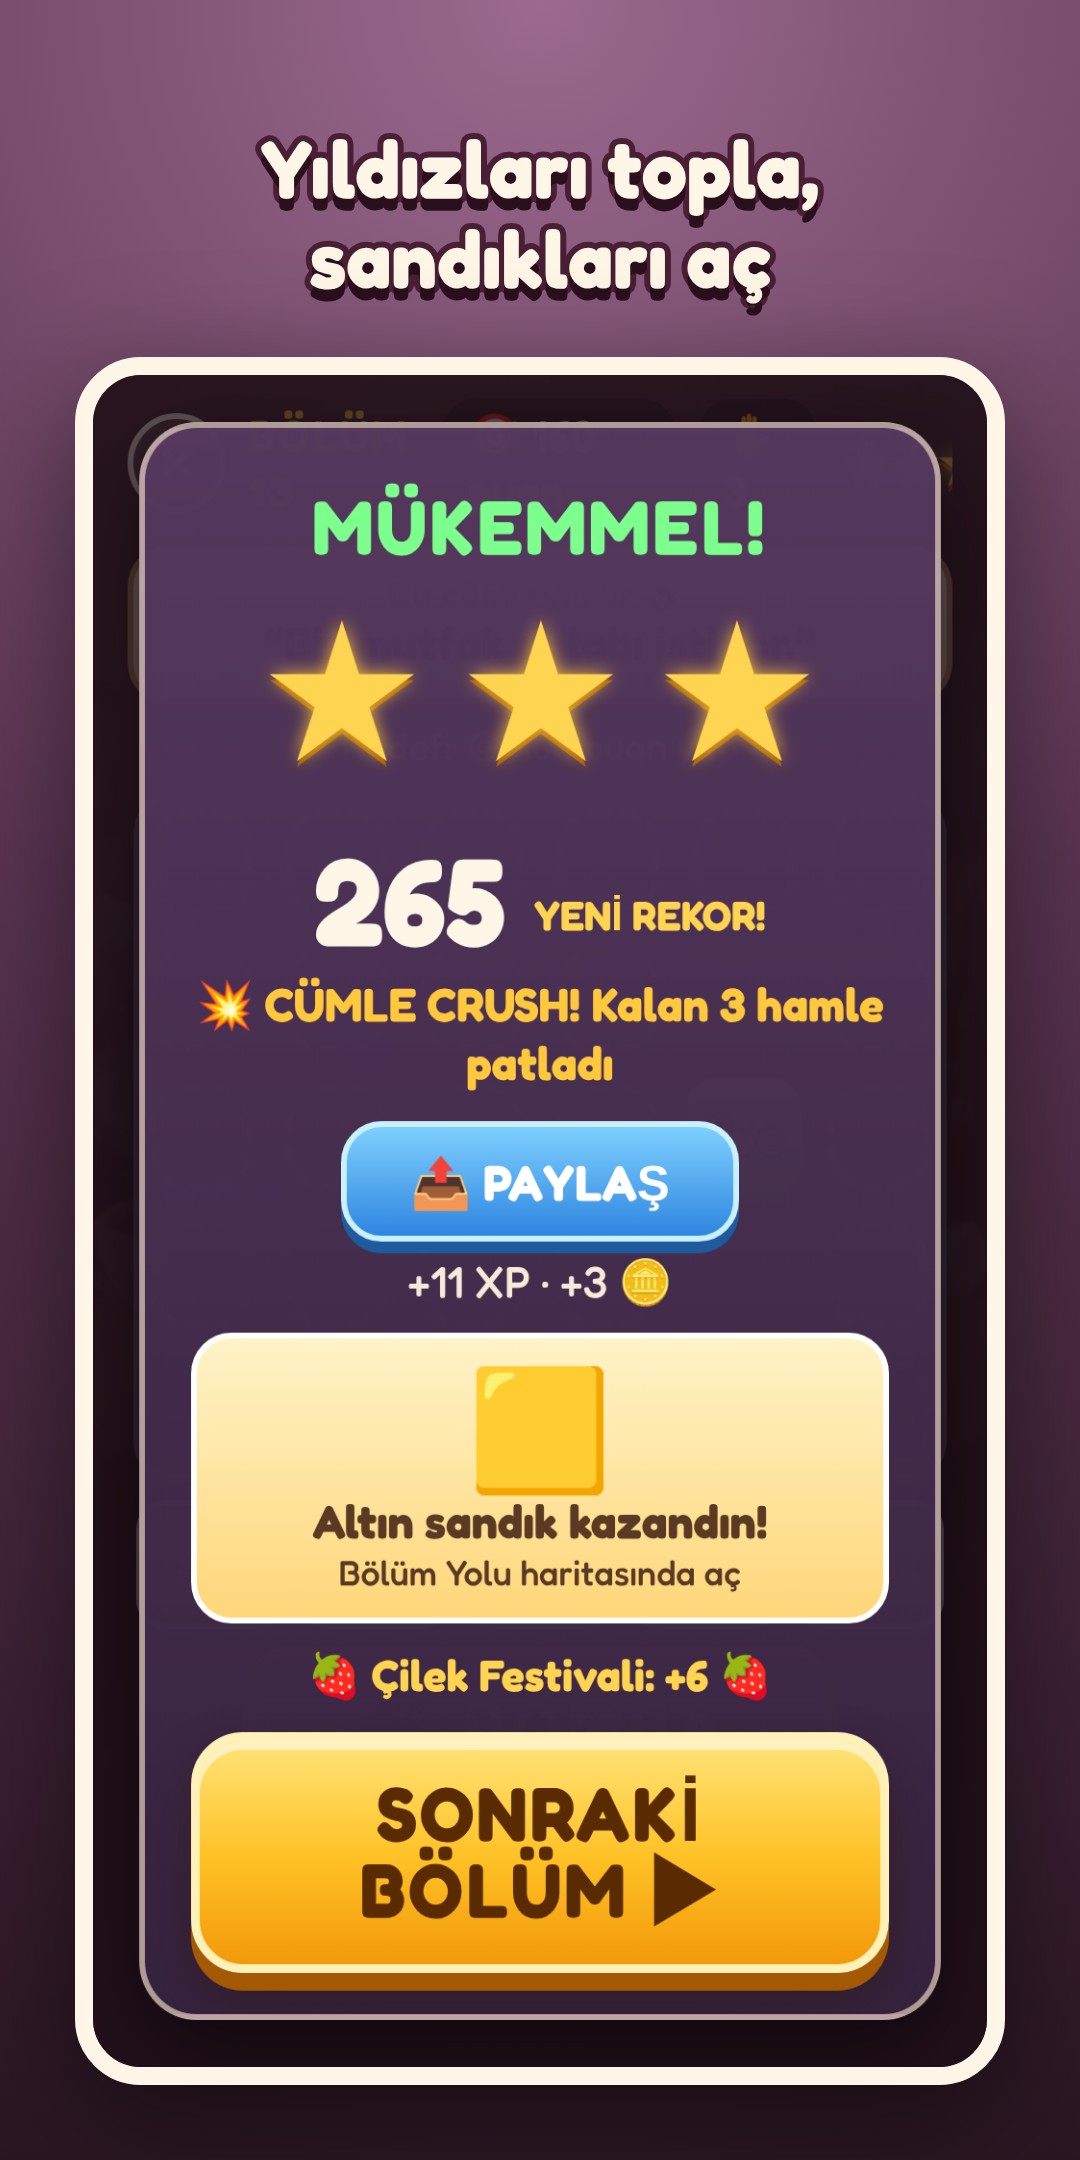 Yıldızları topla,
sandıkları aç
BÖLÜM
MÜKEMMEL!
265 YENİ REKOR!
💥 CÜMLE CRUSH! Kalan 3 hamle
patladı
📤 PAYLAŞ
+11 XP · +3 🪙
Altın sandık kazandın!
Bölüm Yolu haritasında aç
🍓 Çilek Festivali: +6 🍓
SONRAKİ
BÖLÜM ▶